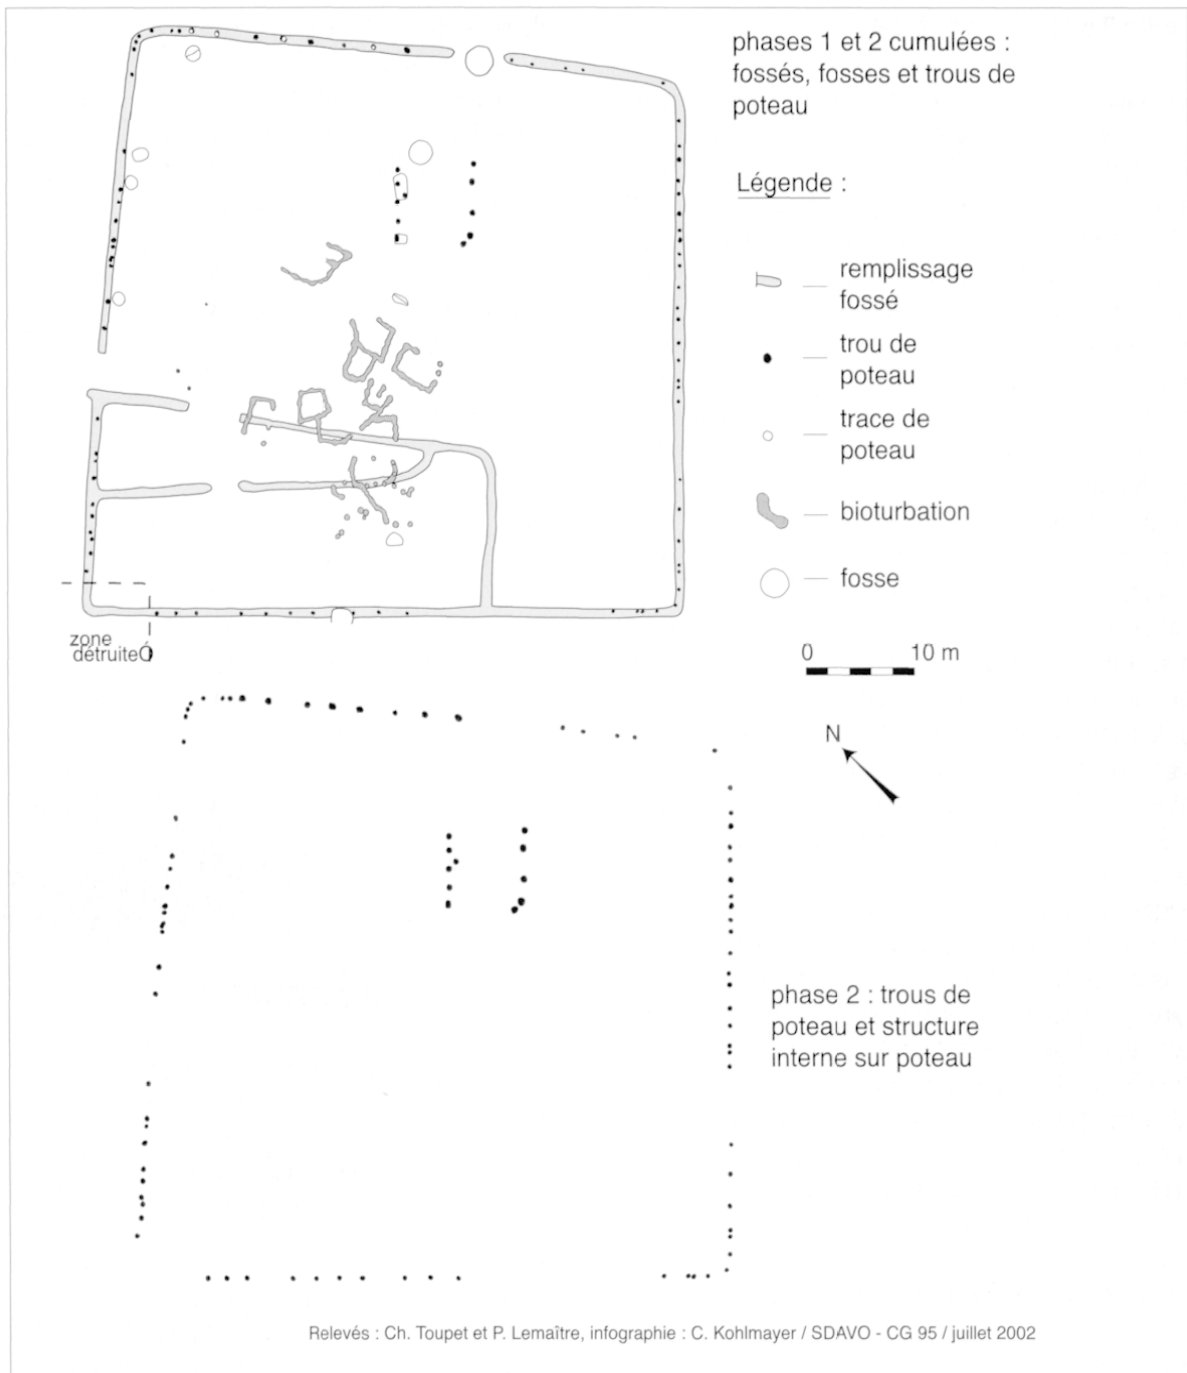 phases 1 et 2 cumulées :
fossés, fosses et trous de
poteau
Légende :
remplissage
fossé
trou de
poteau
trace de
poteau
bioturbation
fosse
zone
détruite
0 10 m
N
phase 2 : trous de
poteau et structure
interne sur poteau
Relevés : Ch. Toupet et P. Lemaître, infographie : C. Kohlmayer / SDAVO - CG 95 / juillet 2002